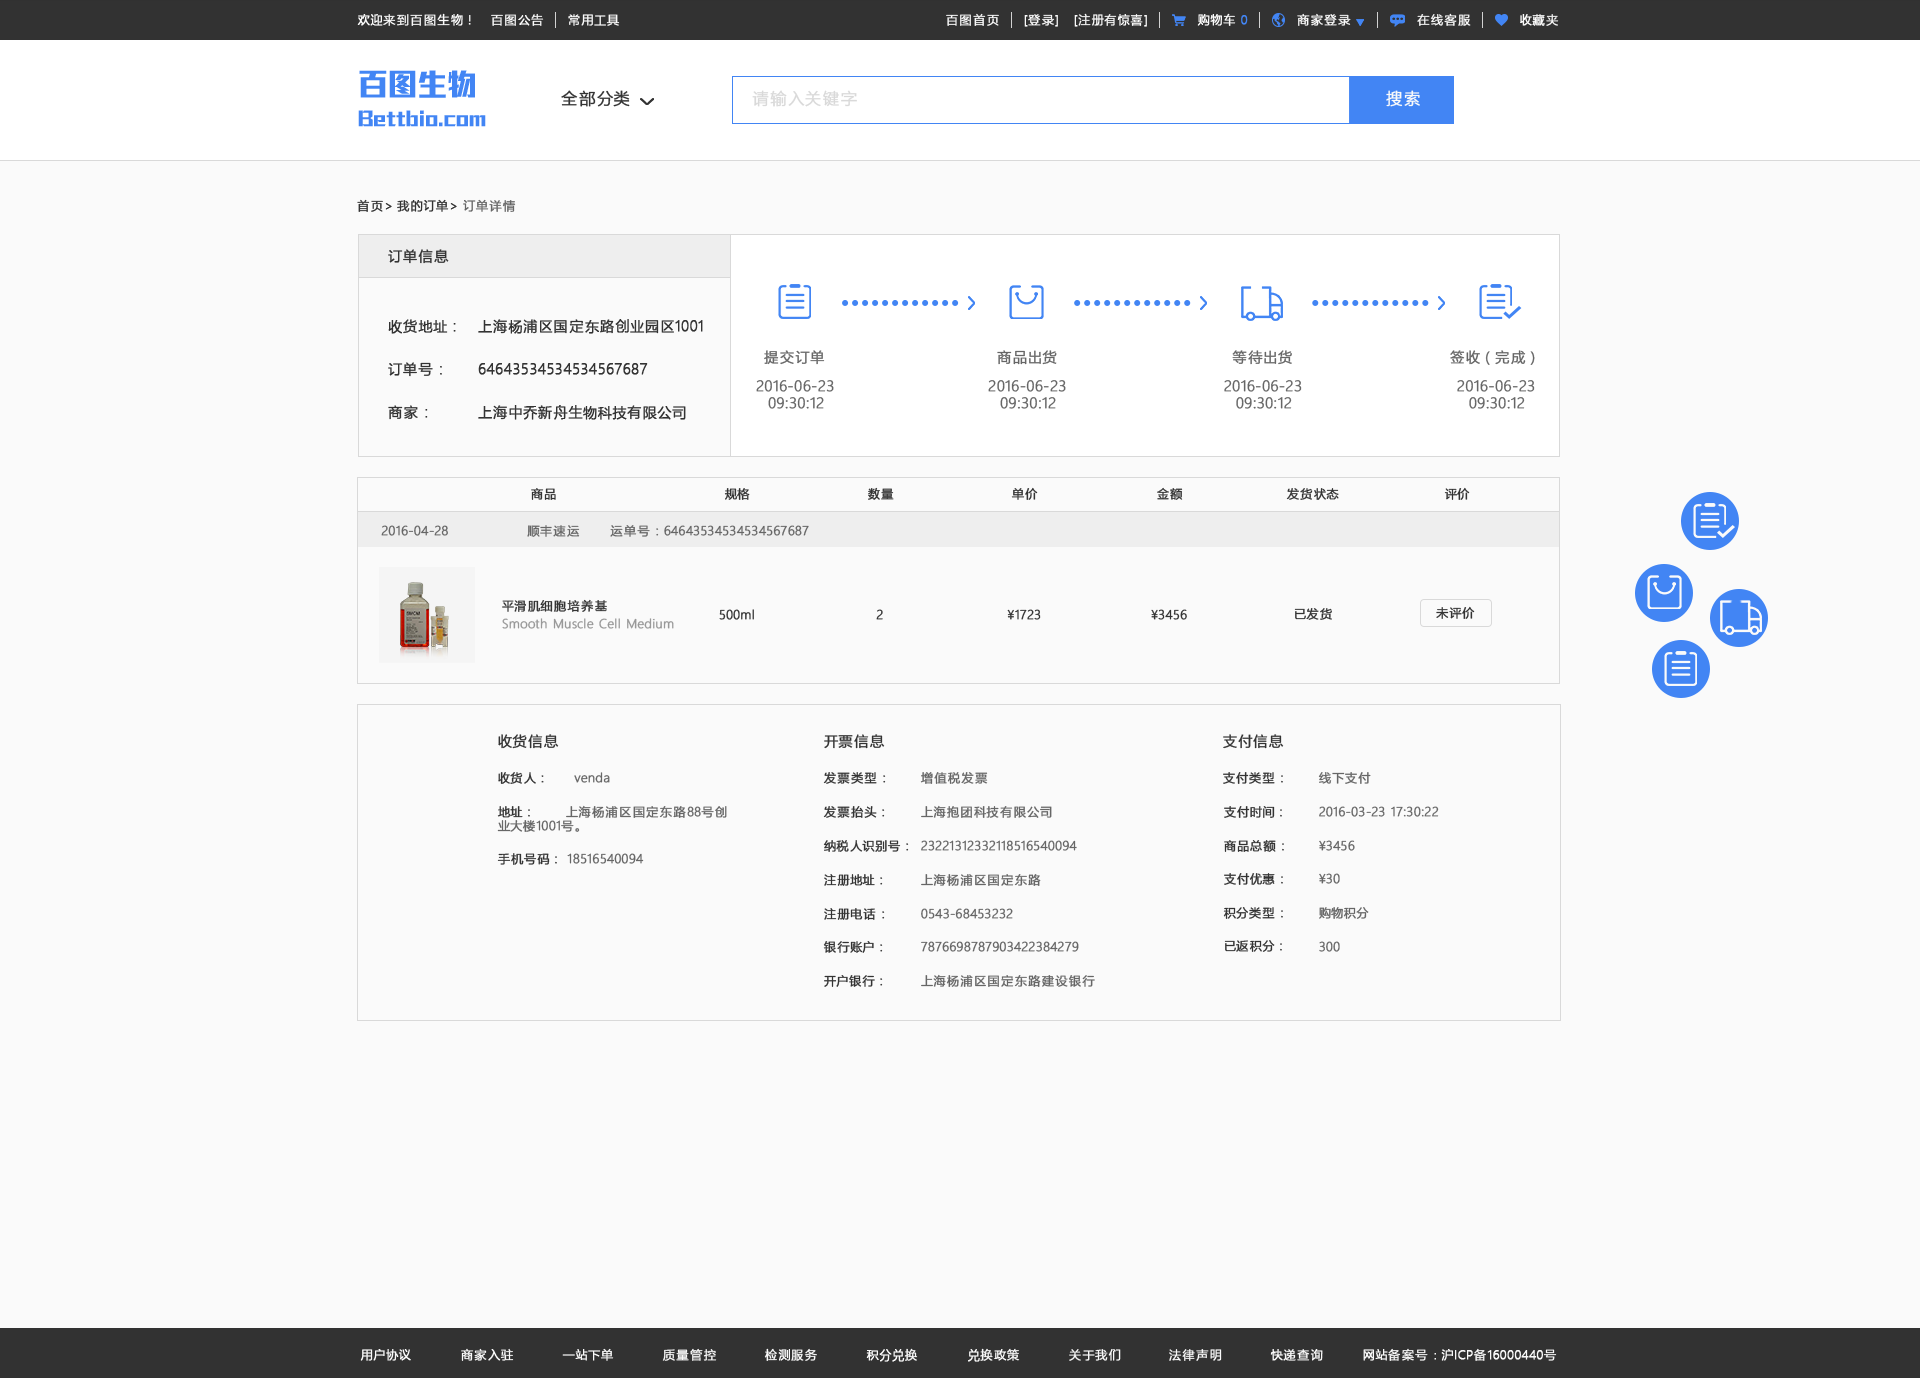 欢迎来到百图生物！ 百图公告 常用工具 百图首页 [登录] [注册有惊喜] 购物车 0 商家登录 在线客服 收藏夹
百图生物
Bettbio.com
全部分类
请输入关键字
搜索
首页> 我的订单> 订单详情
订单信息
收货地址： 上海杨浦区国定东路创业园区1001
订单号： 64643534534534567687
商家： 上海中乔新舟生物科技有限公司
提交订单 商品出货 等待出货 签收（完成）
2016-06-23 2016-06-23 2016-06-23 2016-06-23
09:30:12 09:30:12 09:30:12 09:30:12
商品 规格 数量 单价 金额 发货状态 评价
2016-04-28 顺丰速运 运单号：64643534534534567687
平滑肌细胞培养基
Smooth Muscle Cell Medium
500ml 2 ¥1723 ¥3456 已发货 未评价
收货信息
收货人： venda
地址： 上海杨浦区国定东路88号创
业大楼1001号。
手机号码： 18516540094
开票信息
发票类型： 增值税发票
发票抬头： 上海抱团科技有限公司
纳税人识别号： 23221312332118516540094
注册地址： 上海杨浦区国定东路
注册电话： 0543-68453232
银行账户： 7876698787903422384279
开户银行： 上海杨浦区国定东路建设银行
支付信息
支付类型： 线下支付
支付时间： 2016-03-23 17:30:22
商品总额： ¥3456
支付优惠： ¥30
积分类型： 购物积分
已返积分： 300
用户协议 商家入驻 一站下单 质量管控 检测服务 积分兑换 兑换政策 关于我们 法律声明 快递查询 网站备案号：沪ICP备16000440号